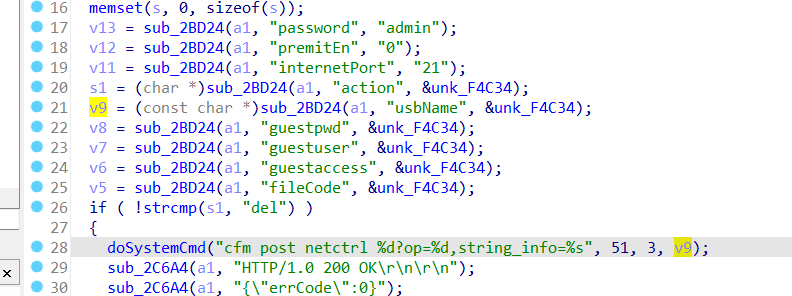 16 memset(s, 0, sizeof(s));
17 v13 = sub_2BD24(a1, "password", "admin");
18 v12 = sub_2BD24(a1, "premitEn", "0");
19 v11 = sub_2BD24(a1, "internetPort", "21");
20 s1 = (char *)sub_2BD24(a1, "action", &unk_F4C34);
21 v9 = (const char *)sub_2BD24(a1, "usbName", &unk_F4C34);
22 v8 = sub_2BD24(a1, "guestpwd", &unk_F4C34);
23 v7 = sub_2BD24(a1, "guestuser", &unk_F4C34);
24 v6 = sub_2BD24(a1, "guestaccess", &unk_F4C34);
25 v5 = sub_2BD24(a1, "fileCode", &unk_F4C34);
26 if ( !strcmp(s1, "del") )
27 {
28 doSystemCmd("cfm post netctrl %d?op=%d,string_info=%s", 51, 3, v9);
29 sub_2C6A4(a1, "HTTP/1.0 200 OK\r\n\r\n");
30 sub_2C6A4(a1, "{\"errCode\":0}");